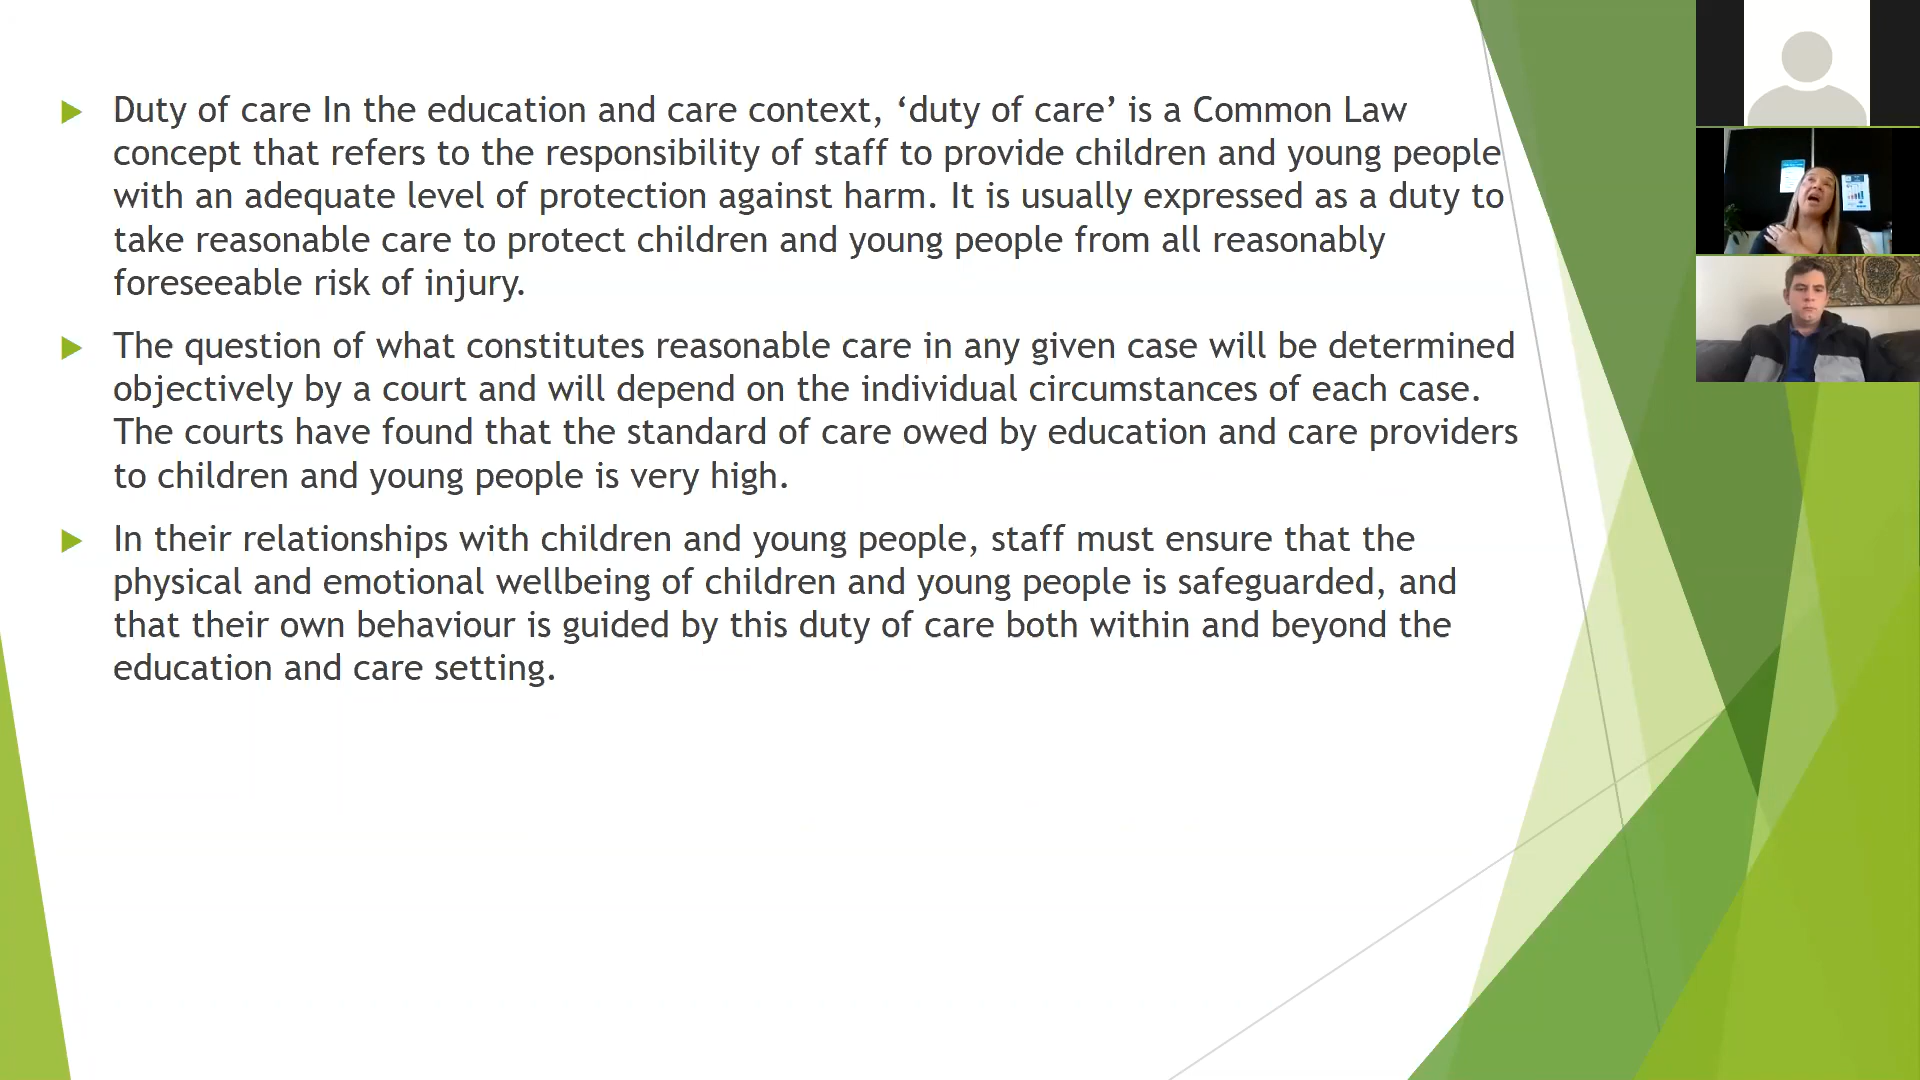 Duty of care In the education and care context, ‘duty of care’ is a Common Law
concept that refers to the responsibility of staff to provide children and young people
with an adequate level of protection against harm. It is usually expressed as a duty to
take reasonable care to protect children and young people from all reasonably
foreseeable risk of injury.
The question of what constitutes reasonable care in any given case will be determined
objectively by a court and will depend on the individual circumstances of each case.
The courts have found that the standard of care owed by education and care providers
to children and young people is very high.
In their relationships with children and young people, staff must ensure that the
physical and emotional wellbeing of children and young people is safeguarded, and
that their own behaviour is guided by this duty of care both within and beyond the
education and care setting.